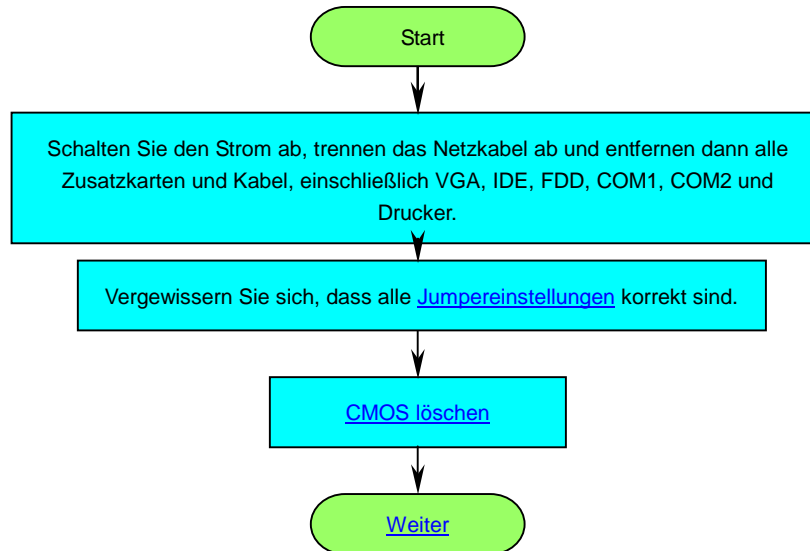 Start
Schalten Sie den Strom ab, trennen das Netzkabel ab und entfernen dann alle
Zusatzkarten und Kabel, einschließlich VGA, IDE, FDD, COM1, COM2 und
Drucker.
Vergewissern Sie sich, dass alle Jumpereinstellungen korrekt sind.
CMOS löschen
Weiter